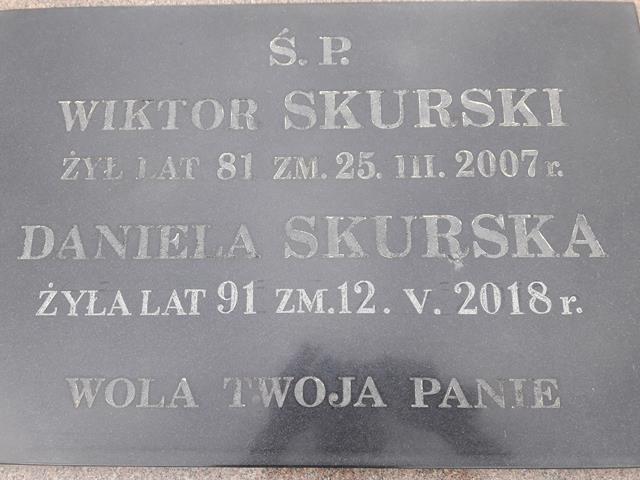 Ś. P.
WIKTOR SKURSKI
ŻYŁ LAT 81 ZM. 25. III. 2007 r.
DANIELA SKURSKA
ŻYŁA LAT 91 ZM. 12. V. 2018 r.
WOLA TWOJA PANIE